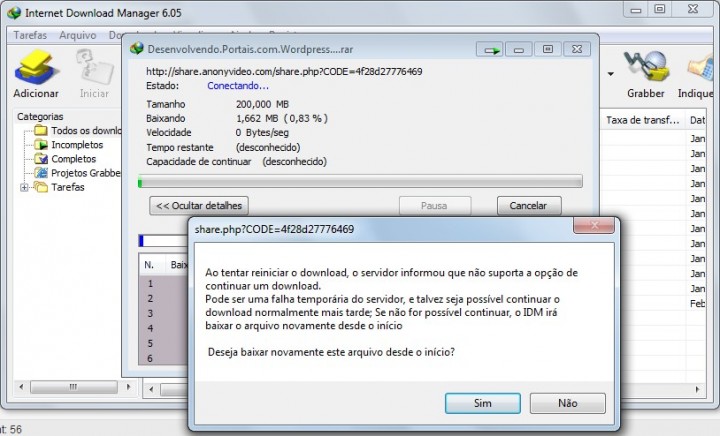 Internet Download Manager 6.05
Tarefas Arquivo
Adicionar
Iniciar
Grabber
Indique
Categorias
Todos os downlo
Incompletos
Completos
Projetos Grabbe
Tarefas
Taxa de transf... Dat
Jan
Jan
Jan
Jan
Jan
Jan
Jan
Jan
Jan
Jan
Feb
Desenvolvendo.Portais.com.Wordpress....rar
http://share.anonyvideo.com/share.php?CODE=4f28d27776469
Estado: Conectando...
Tamanho 200,000 MB
Baixando 1,662 MB ( 0,83 % )
Velocidade 0 Bytes/seg
Tempo restante (desconhecido)
Capacidade de continuar (desconhecido)
<< Ocultar detalhes
Pausa
Cancelar
N. Baix
1
2
3
4
5
6
share.php?CODE=4f28d27776469
Ao tentar reiniciar o download, o servidor informou que não suporta a opção de
continuar um download.
Pode ser uma falha temporária do servidor, e talvez seja possível continuar o
download normalmente mais tarde; Se não for possível continuar, o IDM irá
baixar o arquivo novamente desde o início
Deseja baixar novamente este arquivo desde o início?
Sim
Não
t: 56